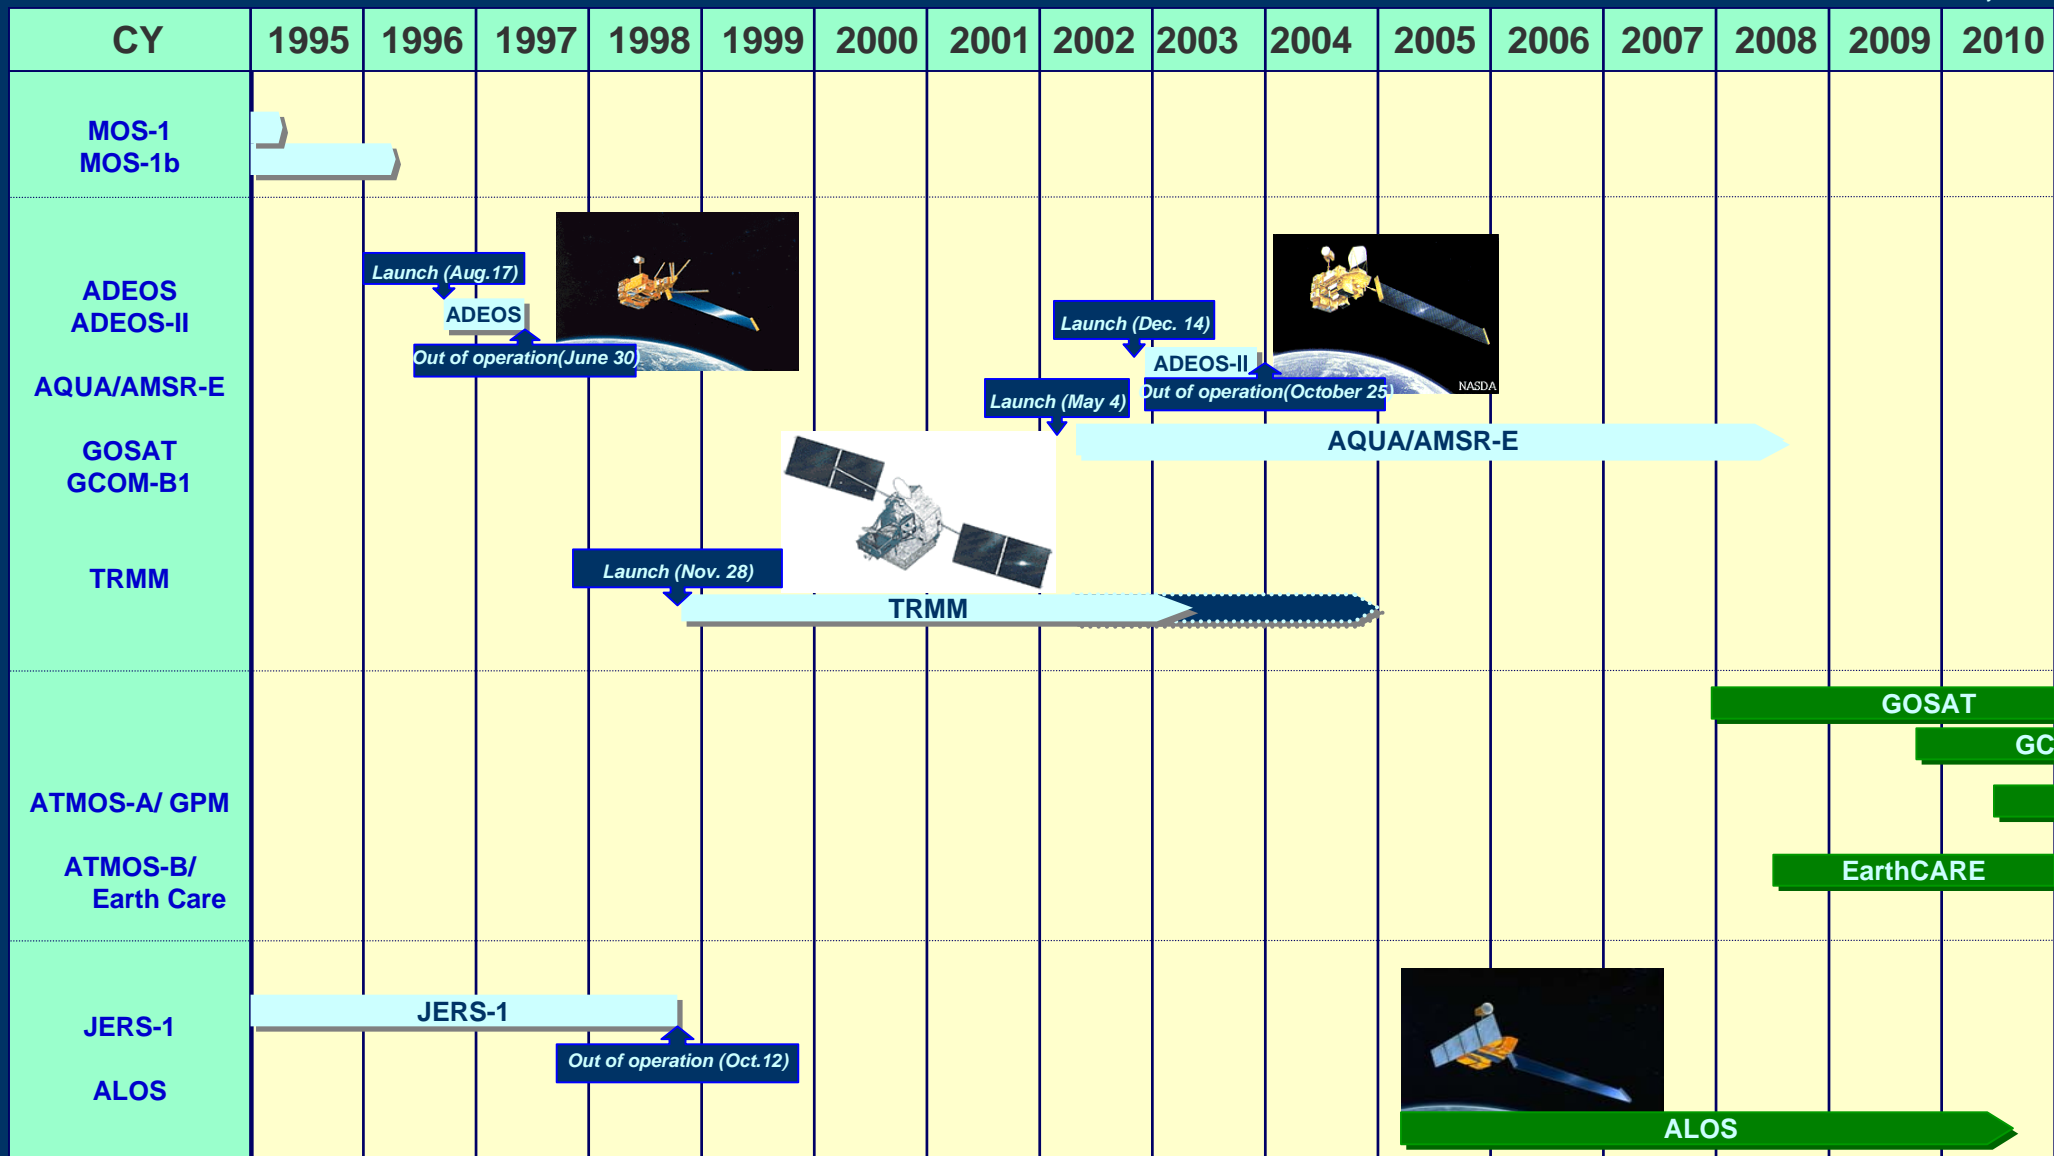 CY 1995 1996 1997 1998 1999 2000 2001 2002 2003 2004 2005 2006 2007 2008 2009 2010
MOS-1
MOS-1b
ADEOS
ADEOS-II
AQUA/AMSR-E
GOSAT
GCOM-B1
TRMM
Launch (Aug.17)
ADEOS
Out of operation(June 30)
Launch (Dec. 14)
ADEOS-II
Out of operation(October 25)
NASDA
Launch (May 4)
AQUA/AMSR-E
Launch (Nov. 28)
TRMM
GOSAT
GC
ATMOS-A/ GPM
ATMOS-B/
Earth Care
EarthCARE
JERS-1
ALOS
JERS-1
Out of operation (Oct.12)
ALOS